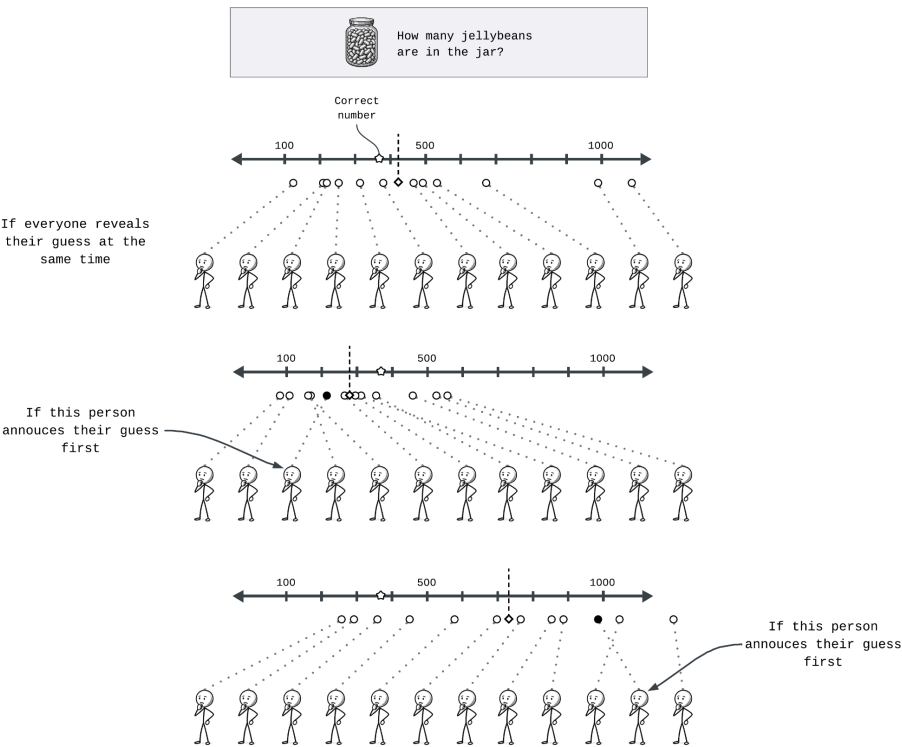 How many jellybeans
are in the jar?
Correct
number
100 500 1000
If everyone reveals
their guess at the
same time
100 500 1000
If this person
annouces their guess
first
100 500 1000
If this person
annouces their guess
first